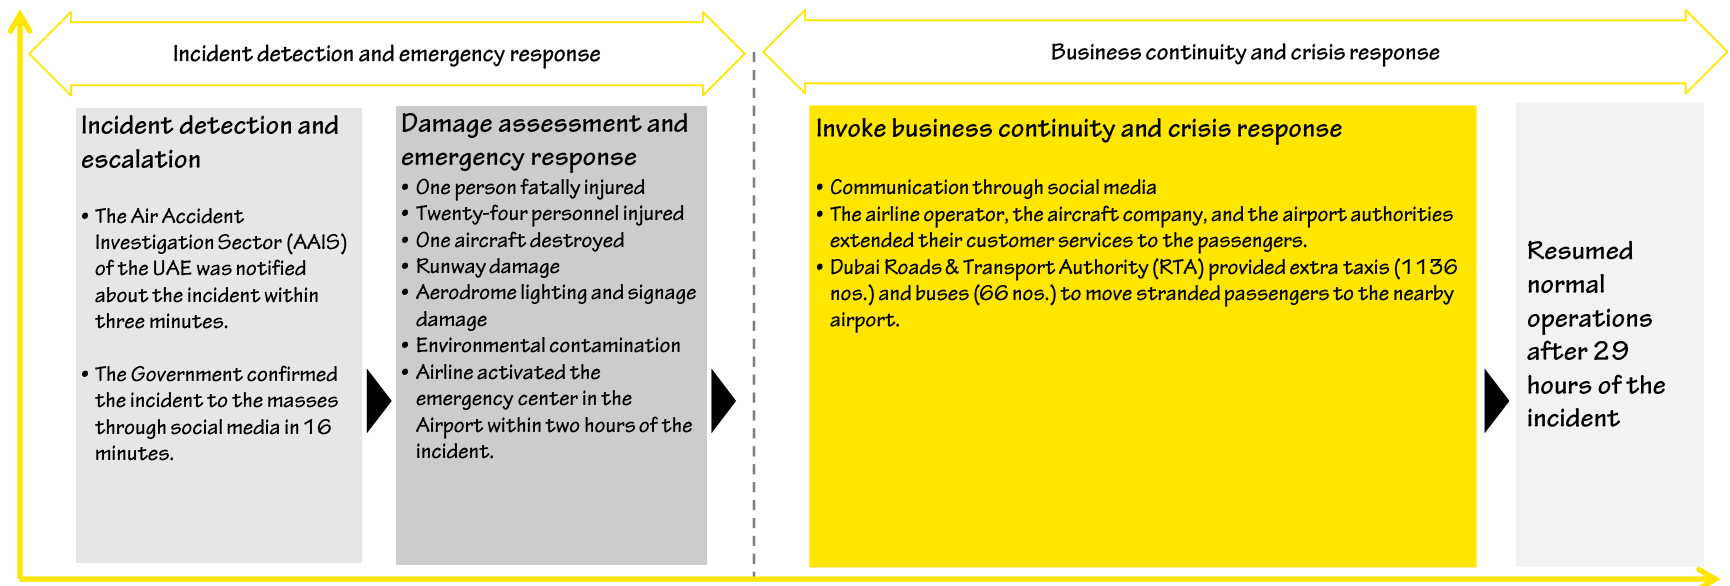 Incident detection and emergency response
Business continuity and crisis response
Incident detection and
escalation
• The Air Accident
Investigation Sector (AAIS)
of the UAE was notified
about the incident within
three minutes.
• The Government confirmed
the incident to the masses
through social media in 16
minutes.
Damage assessment and
emergency response
• One person fatally injured
• Twenty-four personnel injured
• One aircraft destroyed
• Runway damage
• Aerodrome lighting and signage
damage
• Environmental contamination
• Airline activated the
emergency center in the
Airport within two hours of the
incident.
Invoke business continuity and crisis response
• Communication through social media
• The airline operator, the aircraft company, and the airport authorities
extended their customer services to the passengers.
• Dubai Roads & Transport Authority (RTA) provided extra taxis (1136
nos.) and buses (66 nos.) to move stranded passengers to the nearby
airport.
Resumed
normal
operations
after 29
hours of the
incident